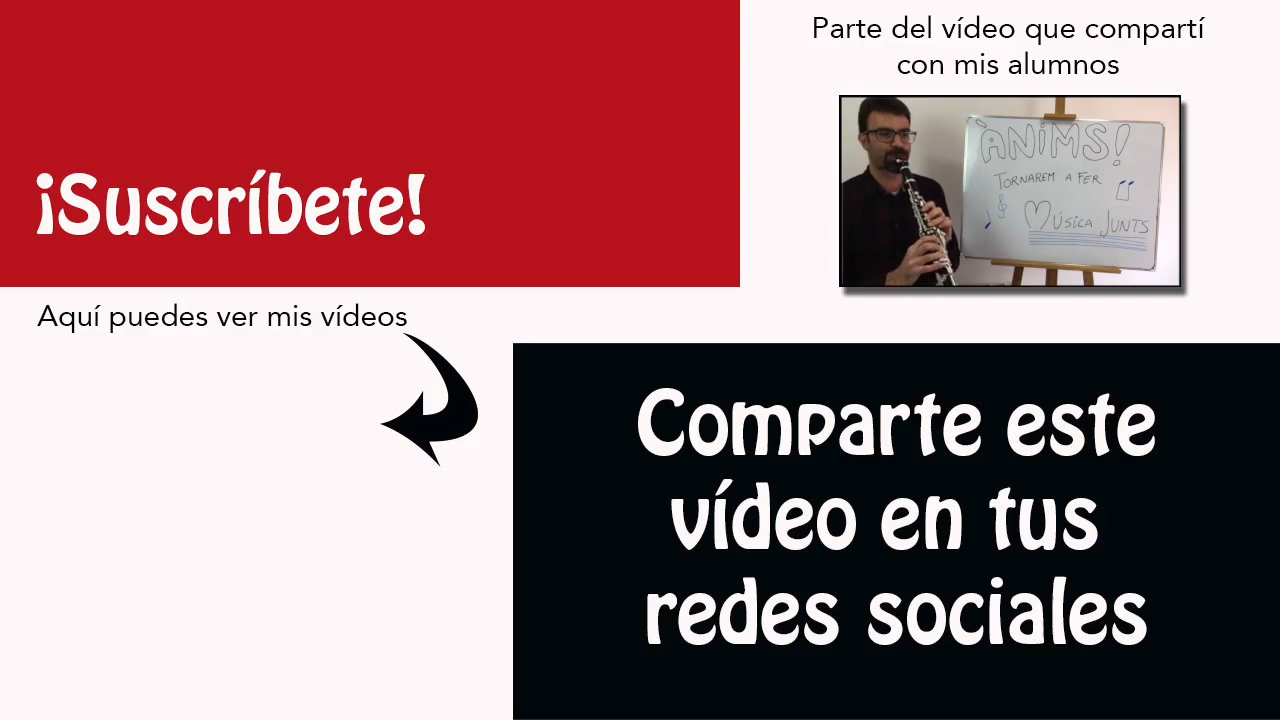 Parte del vídeo que compartí
con mis alumnos
ÀNIMS!
TORNAREM A FER
MÚSICA JUNTS
¡Suscríbete!
Aquí puedes ver mis vídeos
Comparte este
vídeo en tus
redes sociales